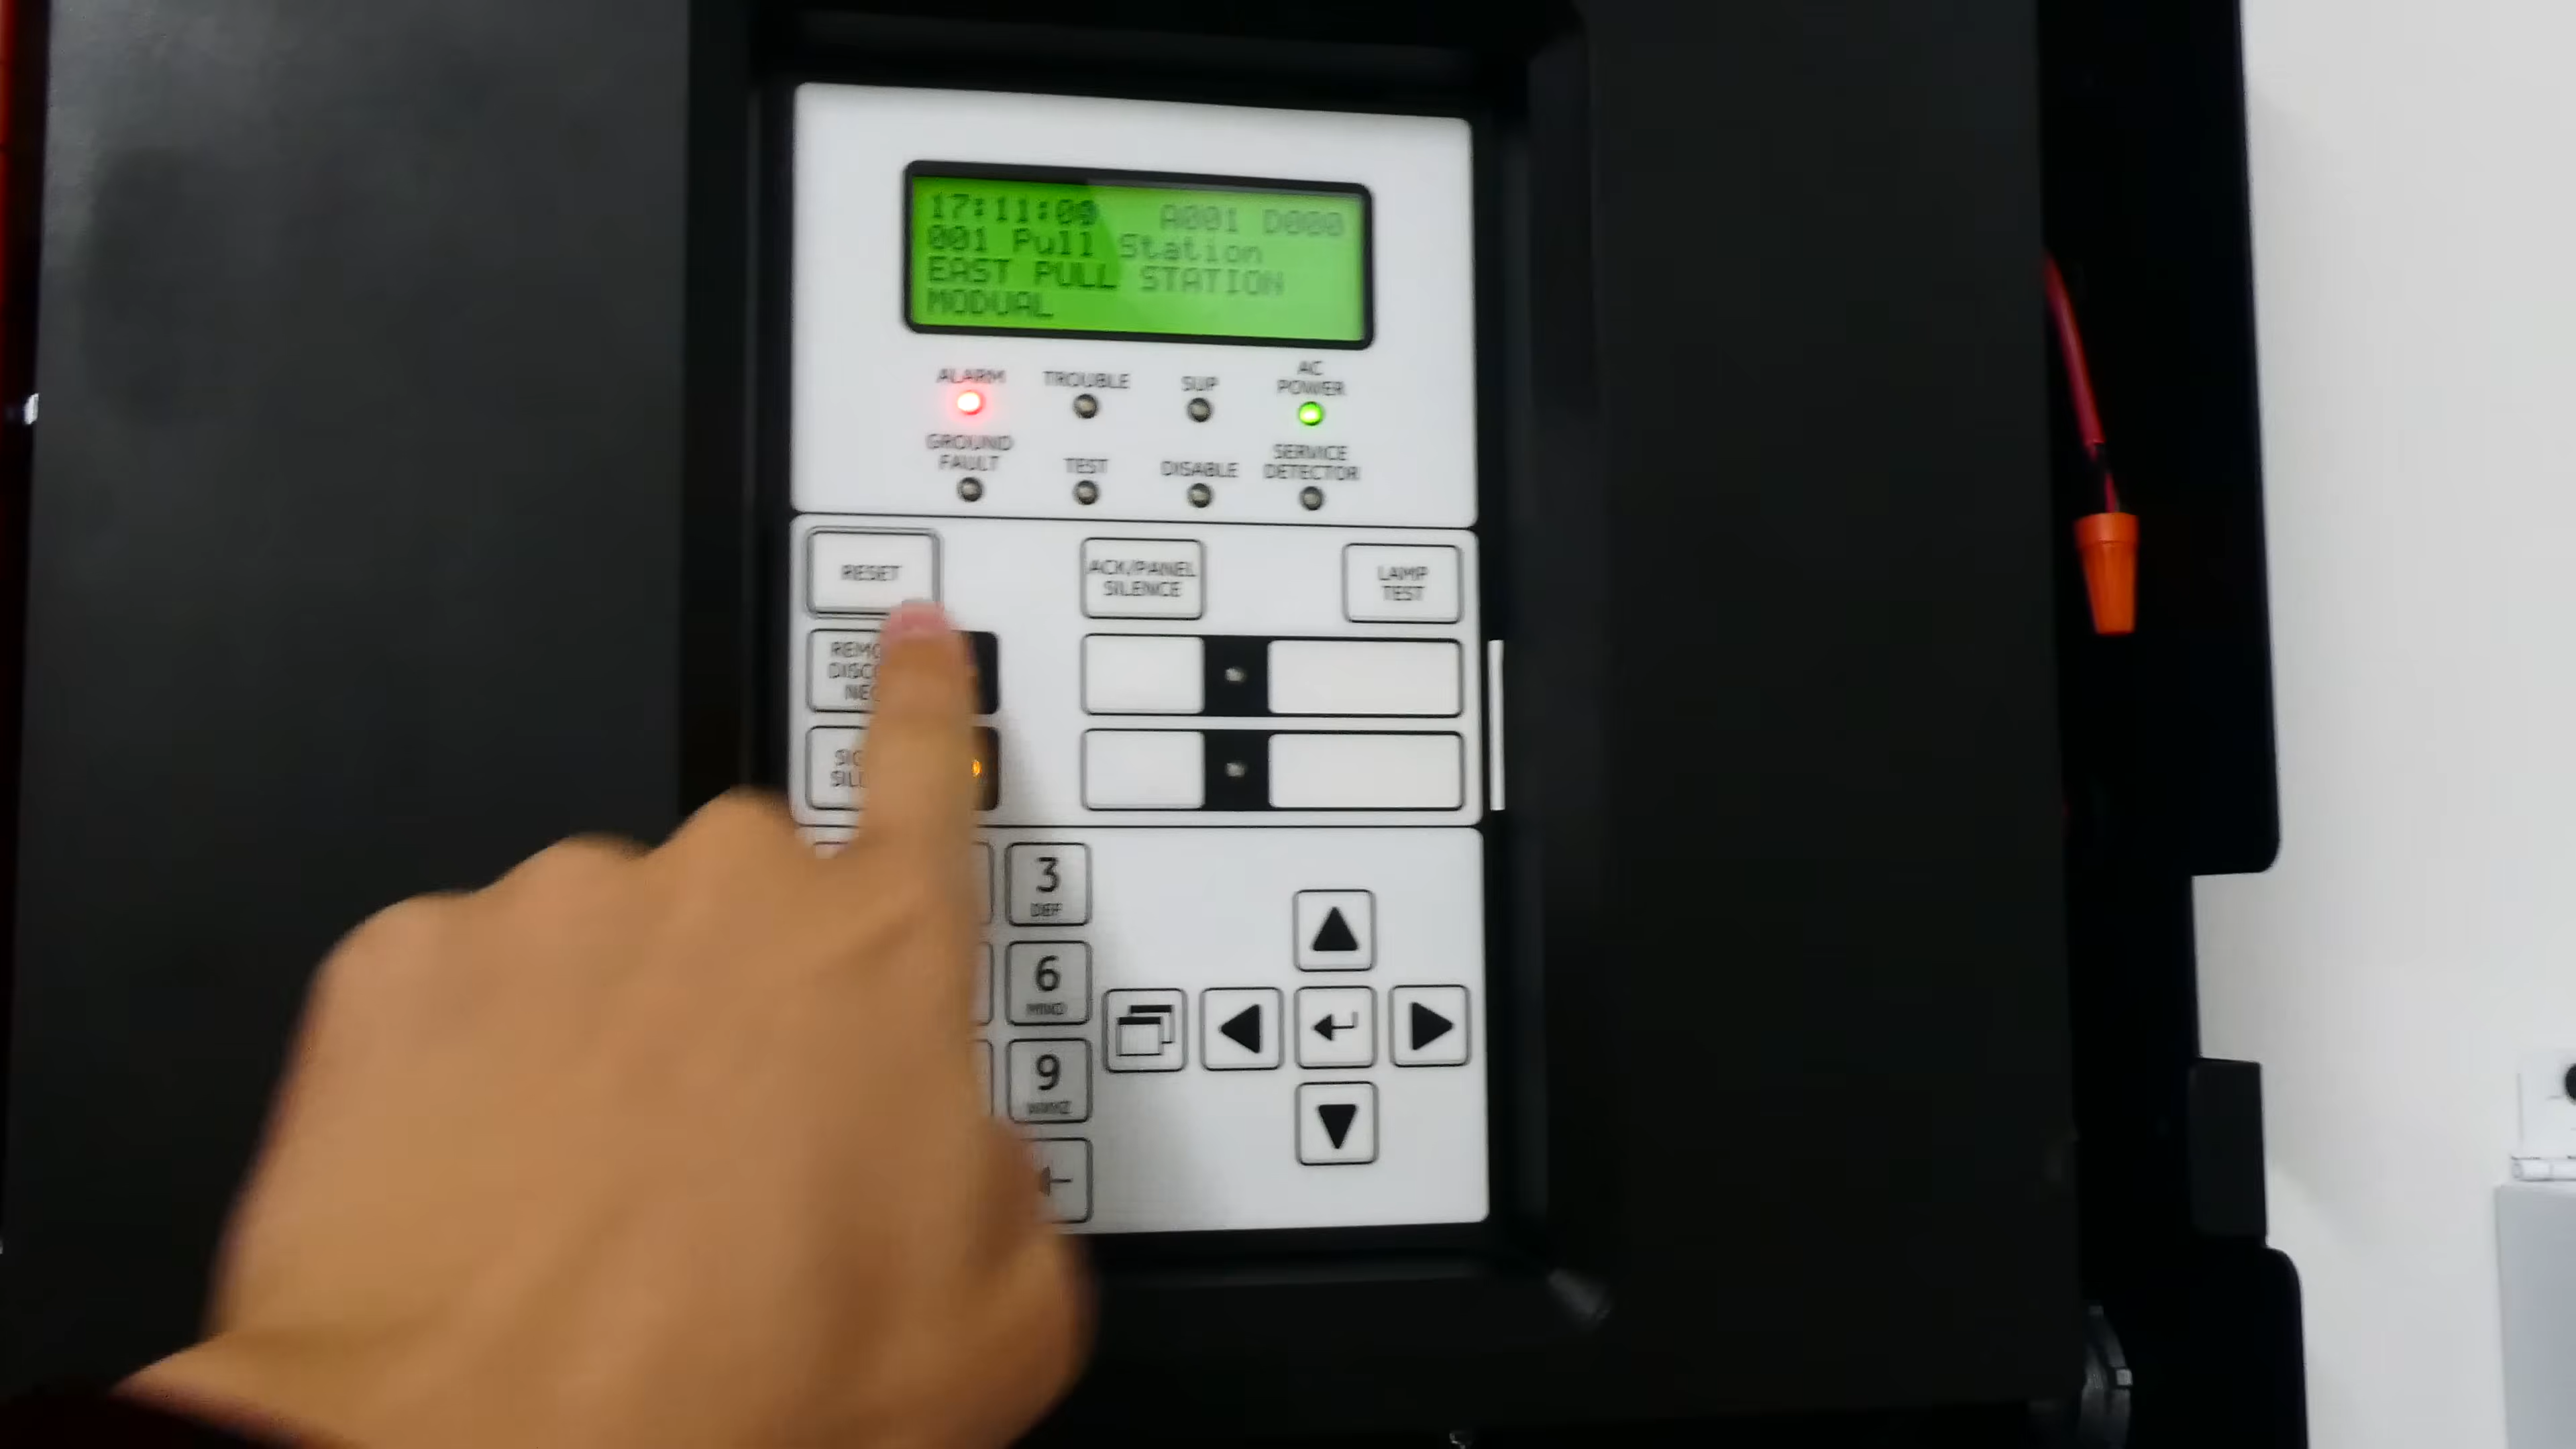 17:11:00 A001 D000
001 Pull Station
EAST PULL STATION
MODUAL
ALARM
TROUBLE
SUP
AC
POWER
GROUND
FAULT
TEST
DISABLE
SERVICE
DETECTOR
RESET
ACK/PANEL
SILENCE
LAMP
TEST
3
DEF
6
MNO
9
WXYZ